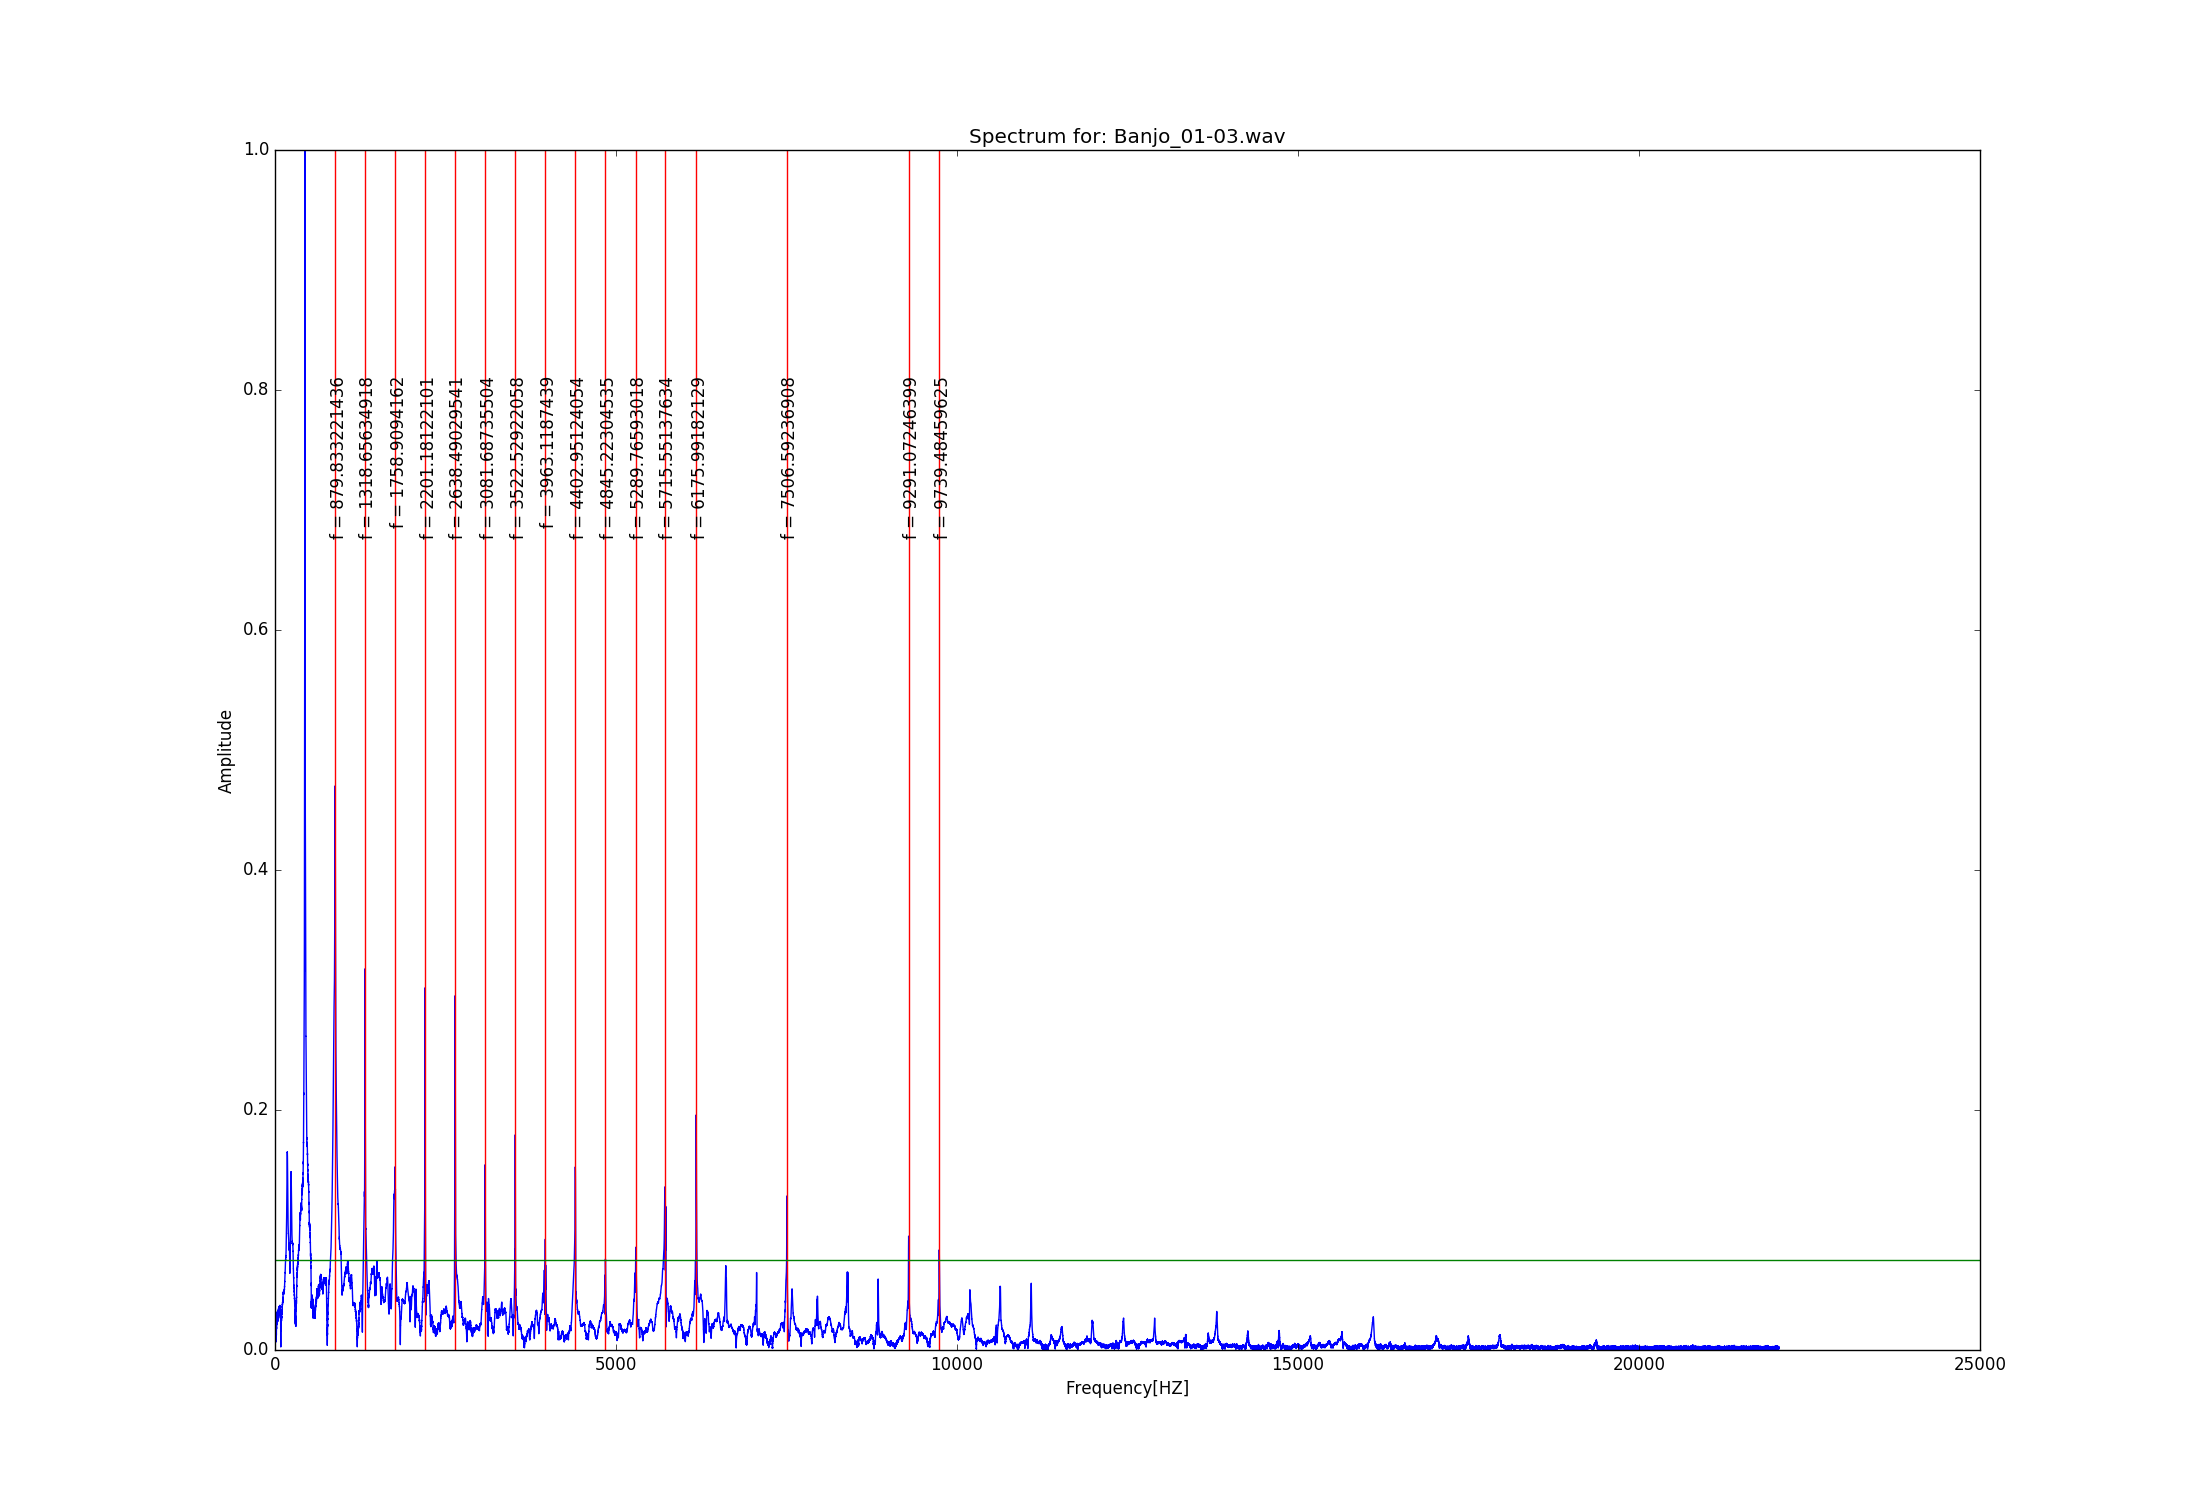 Spectrum for: Banjo_01-03.wav
1.0
0.8
0.6
0.4
0.2
0.0
Amplitude
f = 879.833221436
f = 1318.65634918
f = 1758.9094162
f = 2201.18122101
f = 2638.49029541
f = 3081.68735504
f = 3522.52922058
f = 3963.1187439
f = 4402.95124054
f = 4845.22304535
f = 5289.76593018
f = 5715.55137634
f = 6175.99182129
f = 7506.59236908
f = 9291.07246399
f = 9739.48459625
0
5000
10000
15000
20000
25000
Frequency[HZ]